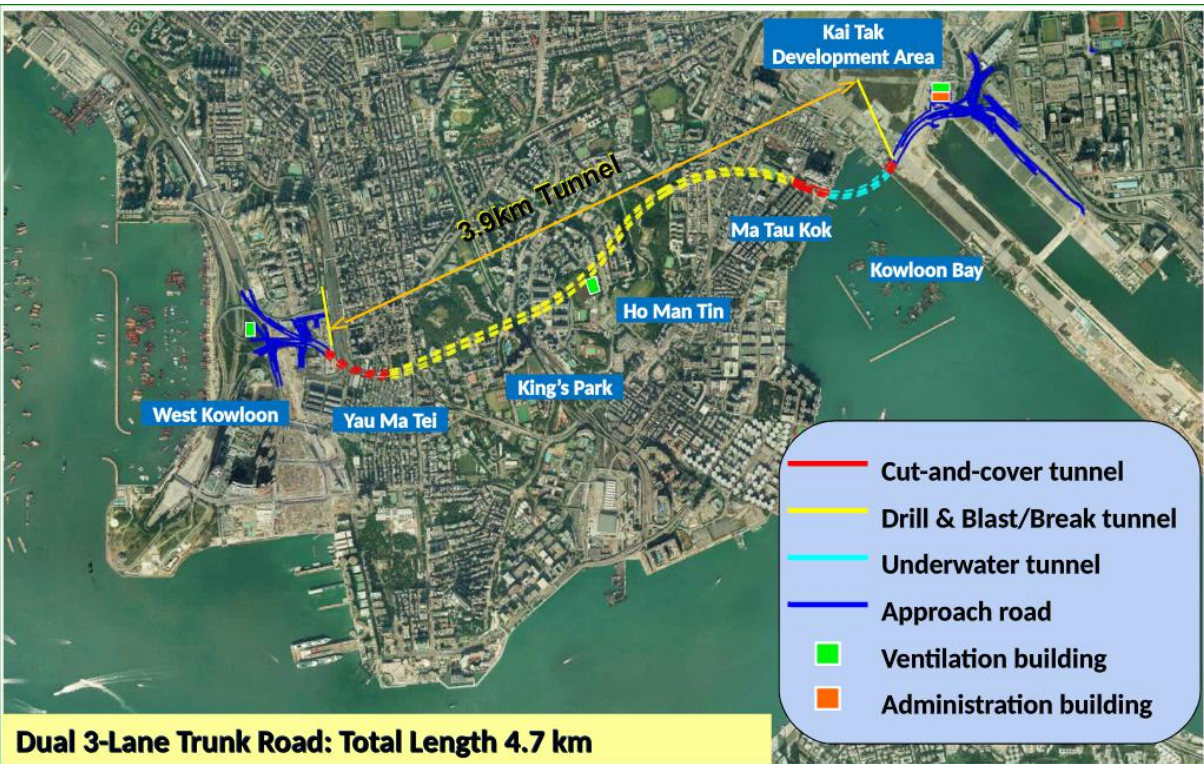 Kai Tak
Development Area
3.9km Tunnel
Ma Tau Kok
Kowloon Bay
Ho Man Tin
King's Park
West Kowloon
Yau Ma Tei
Cut-and-cover tunnel
Drill & Blast/Break tunnel
Underwater tunnel
Approach road
Ventilation building
Administration building
Dual 3-Lane Trunk Road: Total Length 4.7 km